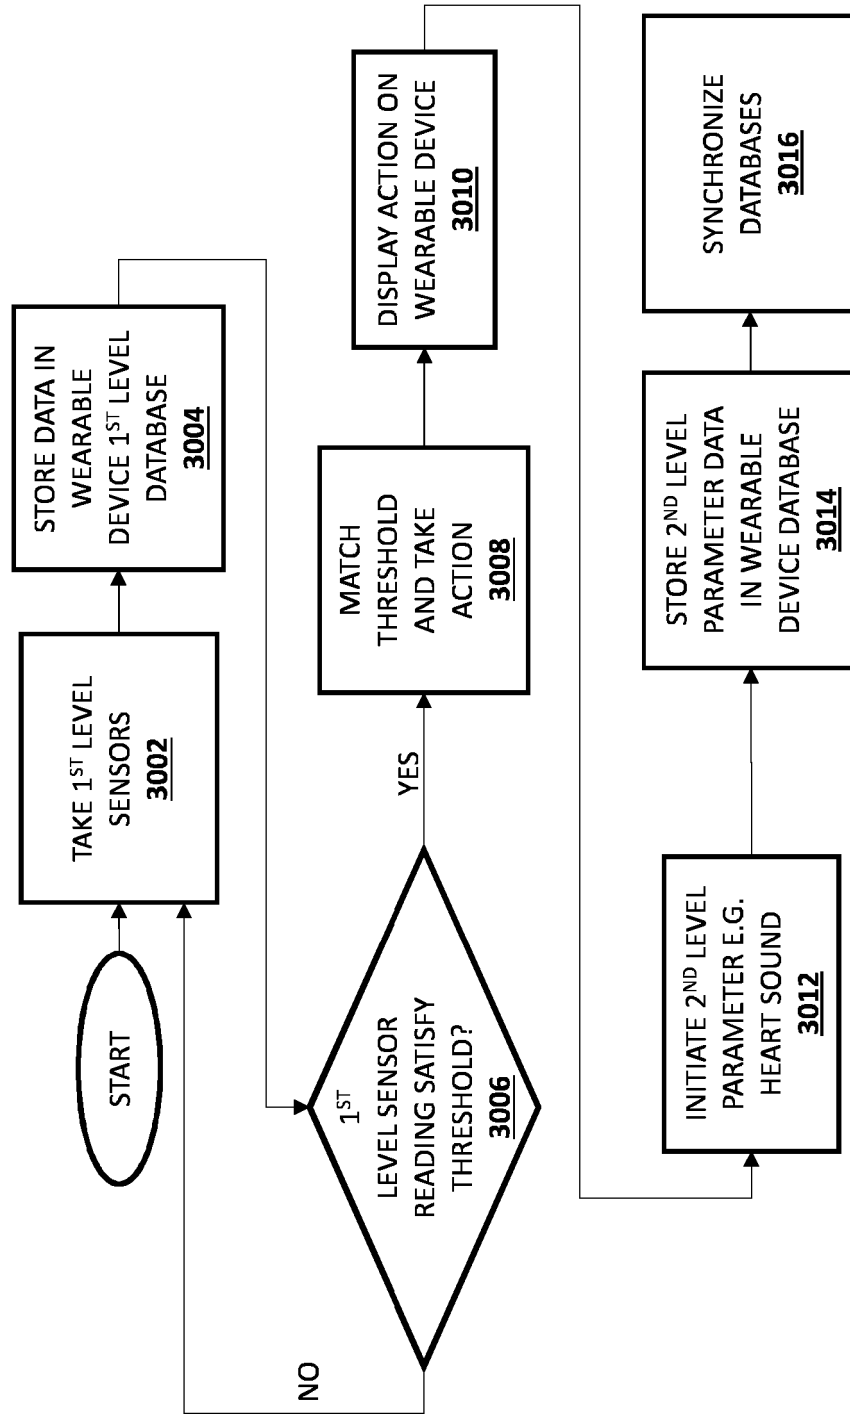 START
TAKE 1ST LEVEL
SENSORS
3002
STORE DATA IN
WEARABLE
DEVICE 1ST LEVEL
DATABASE
3004
1ST
LEVEL SENSOR
READING SATISFY
THRESHOLD?
3006
NO
YES
MATCH
THRESHOLD
AND TAKE
ACTION
3008
DISPLAY ACTION ON
WEARABLE DEVICE
3010
INITIATE 2ND LEVEL
PARAMETER E.G.
HEART SOUND
3012
STORE 2ND LEVEL
PARAMETER DATA
IN WEARABLE
DEVICE DATABASE
3014
SYNCHRONIZE
DATABASES
3016